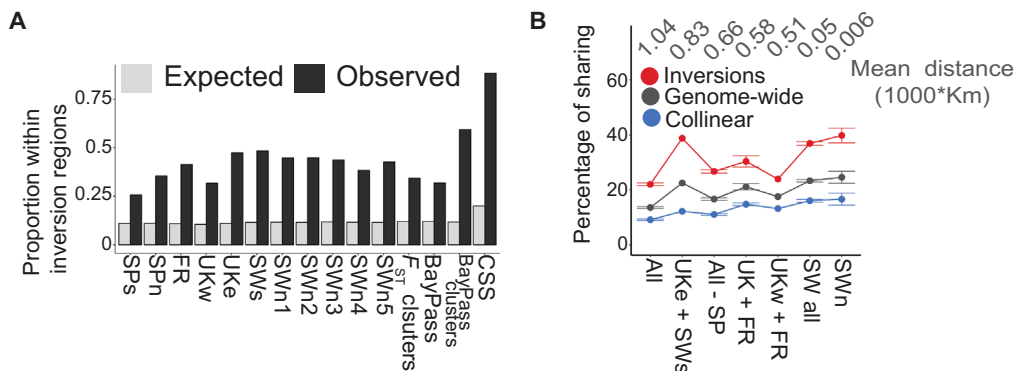 A
Expected Observed
Proportion within
inversion regions
0.75
0.5
0.25
0
SPs
SPn
FR
UKw
UKe
SWs
SWn1
SWn2
SWn3
SWn4
SWn5
FST clsuters
BayPass
BayPass
clusters
CSS
B
1.04 0.83 0.66 0.58 0.51 0.05 0.006
Mean distance
(1000*Km)
Inversions
Genome-wide
Collinear
Percentage of sharing
60
40
20
0
All
UKe + SWs
All - SP
UK + FR
UKw + FR
SW all
SWn